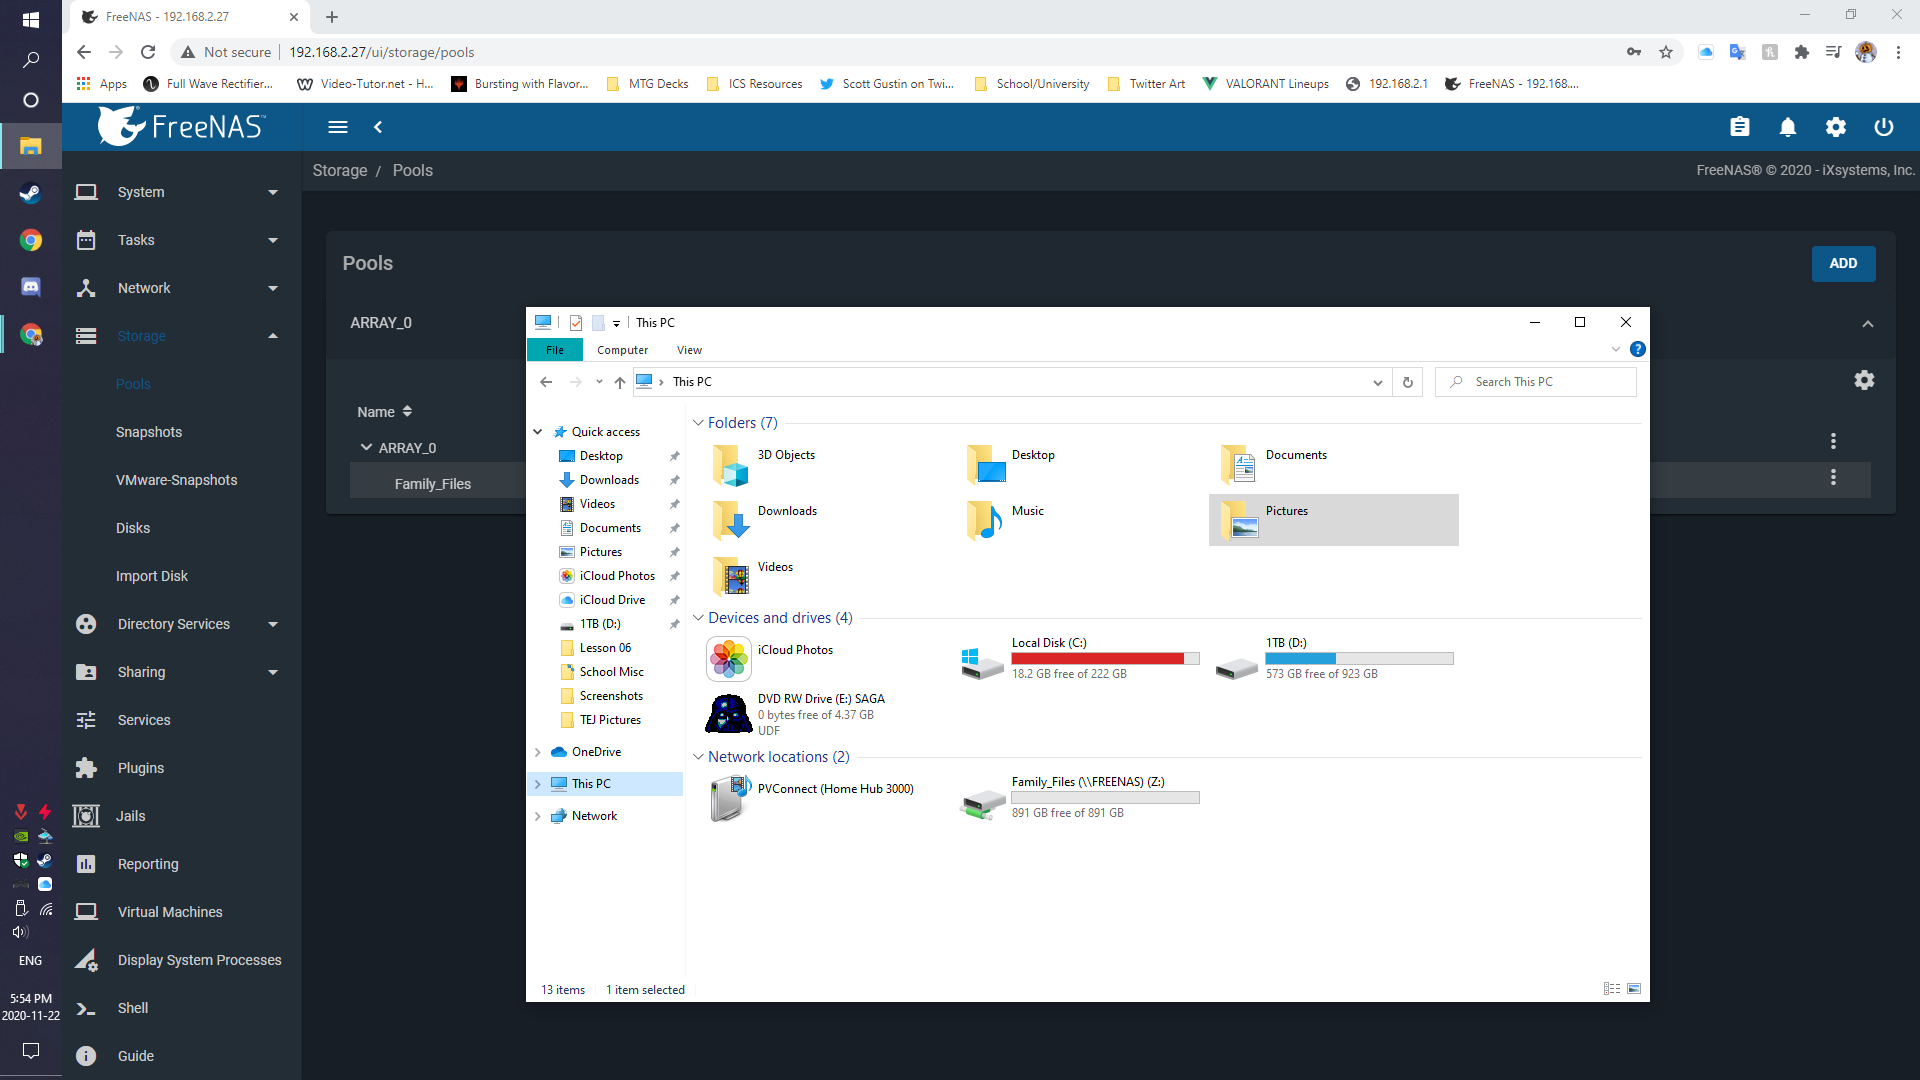 FreeNAS - 192.168.2.27
Not secure
192.168.2.27/ui/storage/pools
Apps
Full Wave Rectifier...
Video-Tutor.net - H...
Bursting with Flavor...
MTG Decks
ICS Resources
Scott Gustin on Twi...
School/University
Twitter Art
VALORANT Lineups
192.168.2.1
FreeNAS - 192.168....
FreeNAS™
Storage / Pools
FreeNAS® © 2020 - iXsystems, Inc.
System
Tasks
Network
Storage
Pools
Snapshots
VMware-Snapshots
Disks
Import Disk
Directory Services
Sharing
Services
Plugins
Jails
Reporting
Virtual Machines
Display System Processes
Shell
Guide
Pools
ADD
ARRAY_0
Name
ARRAY_0
Family_Files
This PC
File
Computer
View
This PC
Search This PC
Quick access
Desktop
Downloads
Videos
Documents
Pictures
iCloud Photos
iCloud Drive
1TB (D:)
Lesson 06
School Misc
Screenshots
TEJ Pictures
OneDrive
This PC
Network
Folders (7)
3D Objects
Desktop
Documents
Downloads
Music
Pictures
Videos
Devices and drives (4)
iCloud Photos
Local Disk (C:)
18.2 GB free of 222 GB
1TB (D:)
573 GB free of 923 GB
DVD RW Drive (E:) SAGA
0 bytes free of 4.37 GB
UDF
Network locations (2)
PVConnect (Home Hub 3000)
Family_Files (\\FREENAS) (Z:)
891 GB free of 891 GB
13 items
1 item selected
ENG
5:54 PM
2020-11-22